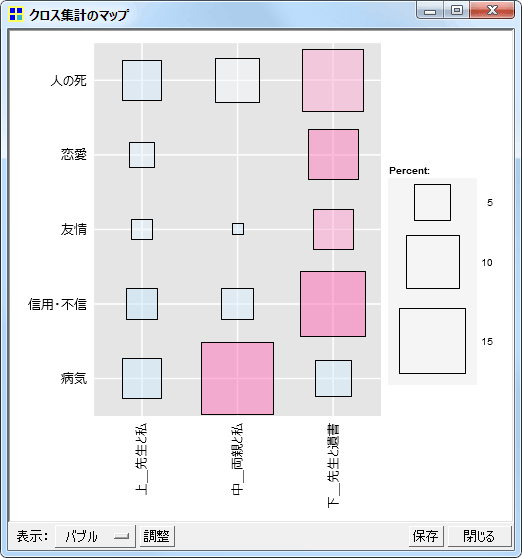 クロス集計のマップ
人の死
恋愛
友情
信用・不信
病気
Percent:
5
10
15
上__先生と私
中__両親と私
下__先生と遺書
表示: バブル 調整 保存 閉じる